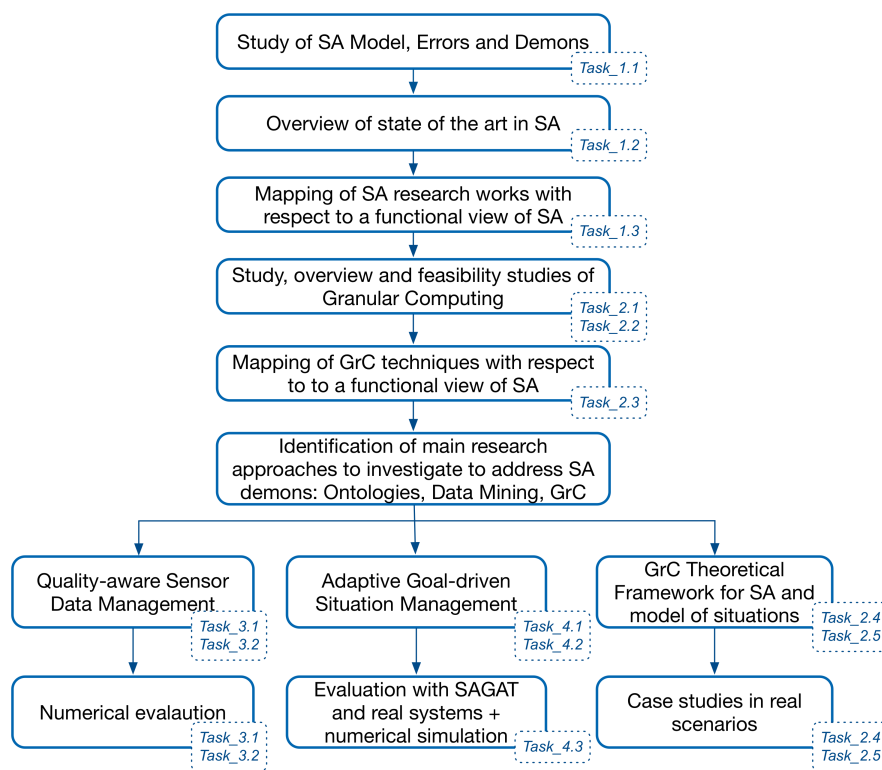 Study of SA Model, Errors and Demons
Task_1.1
Overview of state of the art in SA
Task_1.2
Mapping of SA research works with
respect to a functional view of SA
Task_1.3
Study, overview and feasibility studies of
Granular Computing
Task_2.1
Task_2.2
Mapping of GrC techniques with respect
to to a functional view of SA
Task_2.3
Identification of main research
approaches to investigate to address SA
demons: Ontologies, Data Mining, GrC
Quality-aware Sensor
Data Management
Task_3.1
Task_3.2
Adaptive Goal-driven
Situation Management
Task_4.1
Task_4.2
GrC Theoretical
Framework for SA and
model of situations
Task_2.4
Task_2.5
Numerical evalaution
Task_3.1
Task_3.2
Evaluation with SAGAT
and real systems +
numerical simulation
Task_4.3
Case studies in real
scenarios
Task_2.4
Task_2.5